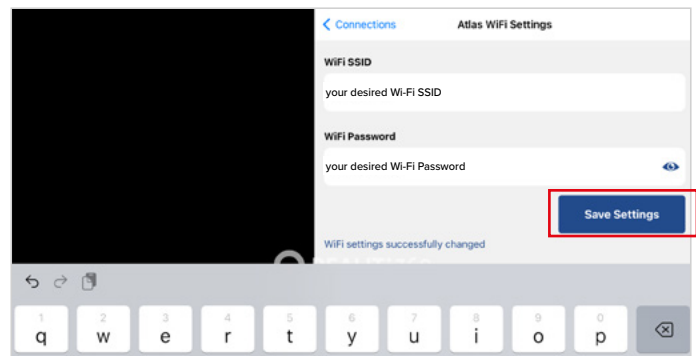 Connections Atlas WiFi Settings
WiFi SSID
your desired Wi-Fi SSID
WiFi Password
your desired Wi-Fi Password
Save Settings
WiFi settings successfully changed
1 2 3 4 5 6 7 8 9 0
q w e r t y u i o p